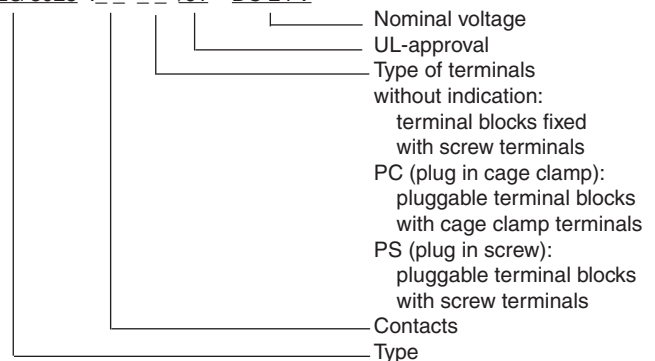 Nominal voltage
UL-approval
Type of terminals
without indication:
terminal blocks fixed
with screw terminals
PC (plug in cage clamp):
pluggable terminal blocks
with cage clamp terminals
PS (plug in screw):
pluggable terminal blocks
with screw terminals
Contacts
Type